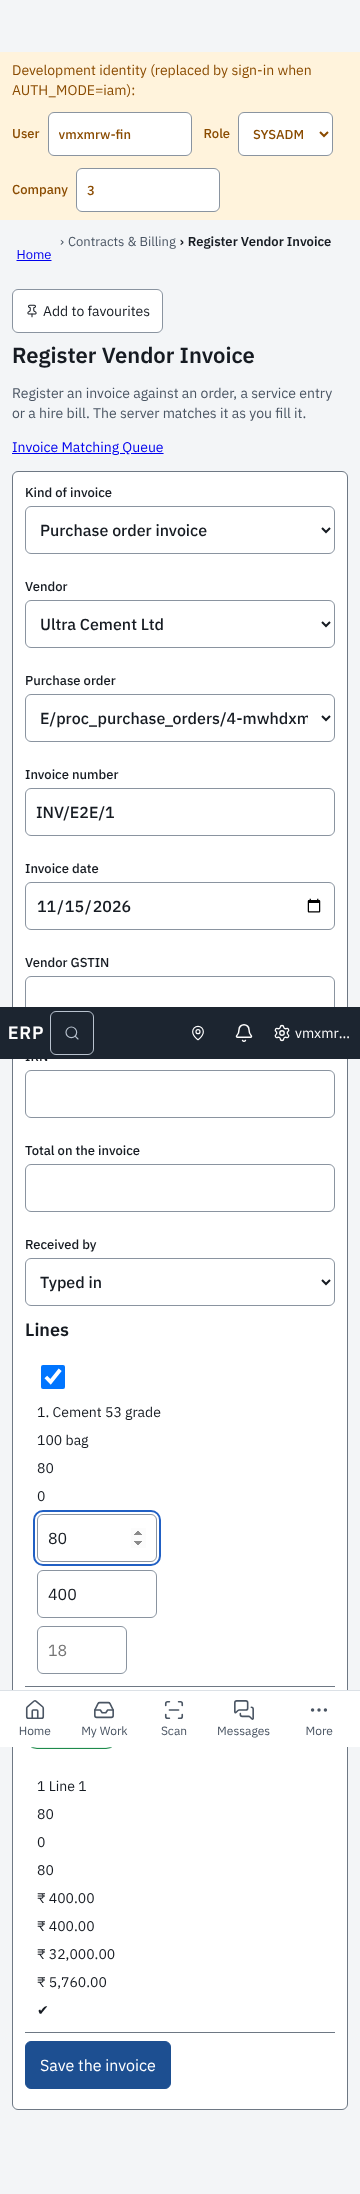 Development identity (replaced by sign-in when
AUTH_MODE=iam):
User vmxmrw-fin Role SYSADM
Company 3
Home › Contracts & Billing › Register Vendor Invoice
Add to favourites
Register Vendor Invoice
Register an invoice against an order, a service entry
or a hire bill. The server matches it as you fill it.
Invoice Matching Queue
Kind of invoice
Purchase order invoice
Vendor
Ultra Cement Ltd
Purchase order
E/proc_purchase_orders/4-mwhdxm
Invoice number
INV/E2E/1
Invoice date
11/15/2026
Vendor GSTIN
ERP vmxmr...
Total on the invoice
Received by
Typed in
Lines
1. Cement 53 grade
100 bag
80
0
80
400
18
Home My Work Scan Messages More
1 Line 1
80
0
80
₹ 400.00
₹ 400.00
₹ 32,000.00
₹ 5,760.00
✔
Save the invoice